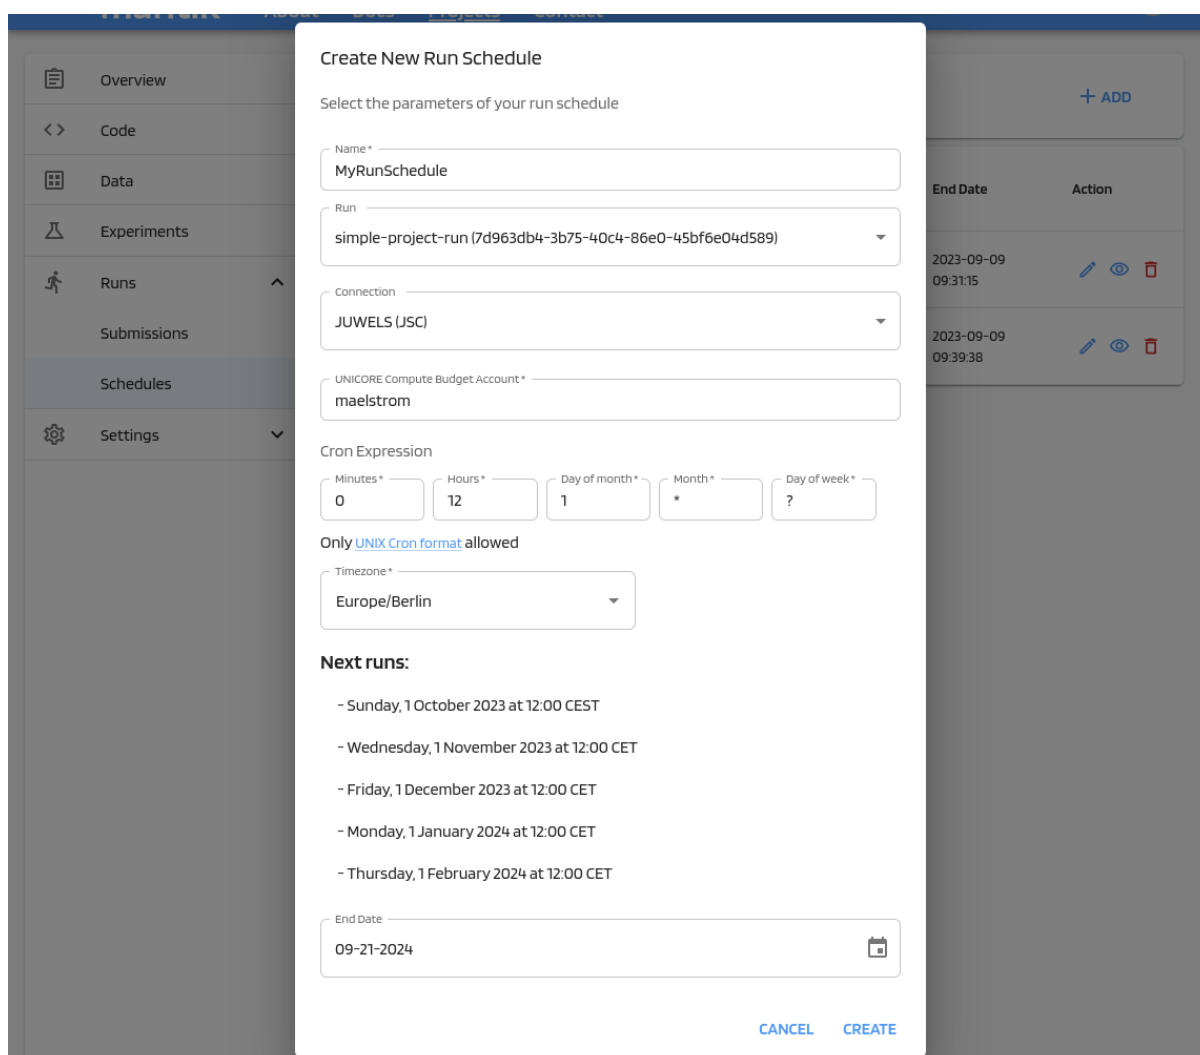 About Docs Projects Contact
Overview
Code
Data
Experiments
Runs
Submissions
Schedules
Settings
+ ADD
End Date Action
2023-09-09
09:31:15
2023-09-09
09:39:38
Create New Run Schedule
Select the parameters of your run schedule
Name *
MyRunSchedule
Run
simple-project-run (7d963db4-3b75-40c4-86e0-45bf6e04d589)
Connection
JUWELS (JSC)
UNICORE Compute Budget Account *
maelstrom
Cron Expression
Minutes * Hours * Day of month * Month * Day of week *
0 12 1 * ?
Only UNIX Cron format allowed
Timezone *
Europe/Berlin
Next runs:
- Sunday, 1 October 2023 at 12:00 CEST
- Wednesday, 1 November 2023 at 12:00 CET
- Friday, 1 December 2023 at 12:00 CET
- Monday, 1 January 2024 at 12:00 CET
- Thursday, 1 February 2024 at 12:00 CET
End Date
09-21-2024
CANCEL CREATE